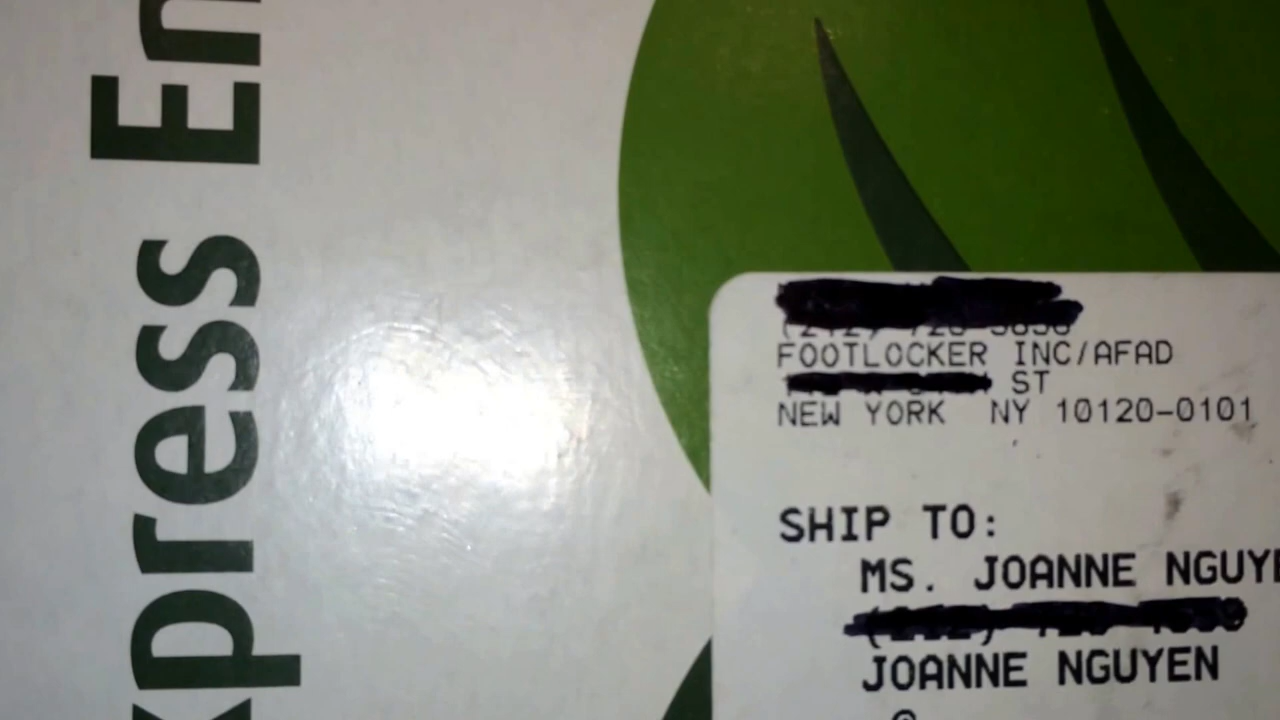 xpress En
FOOTLOCKER INC/AFAD
ST
NEW YORK NY 10120-0101
SHIP TO:
MS. JOANNE NGUYE
JOANNE NGUYEN